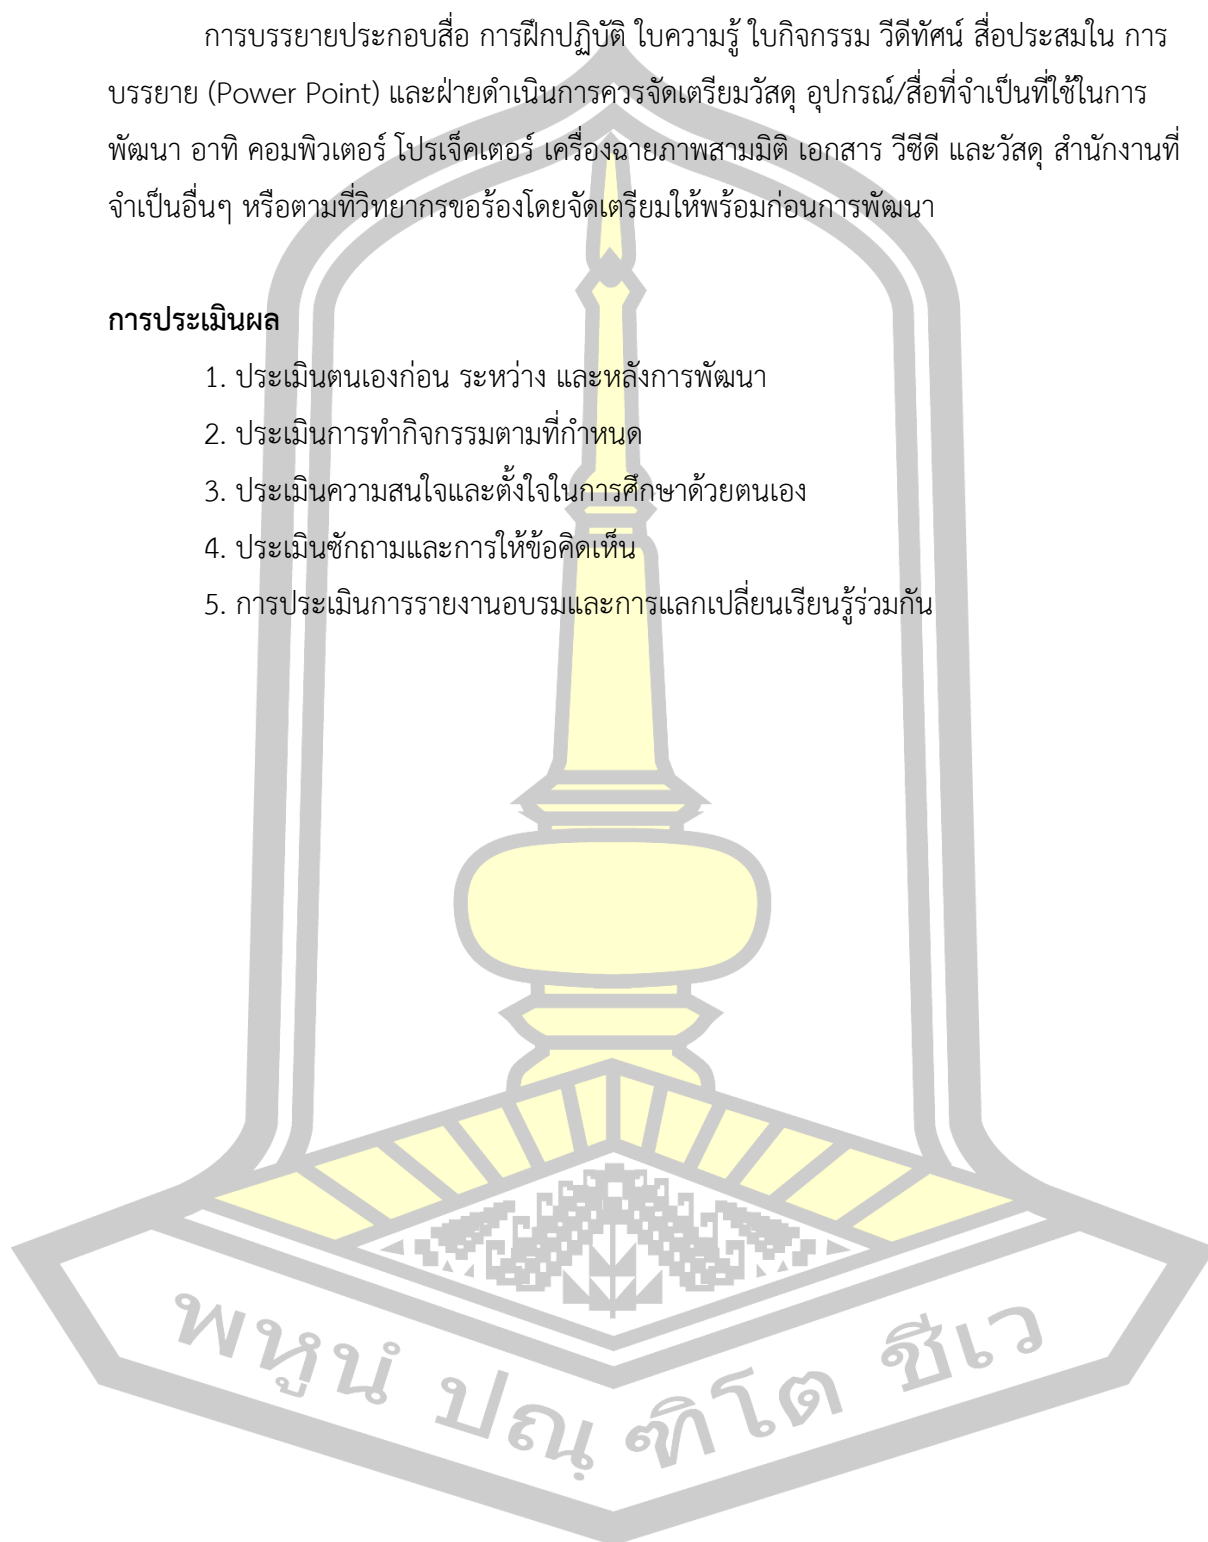 การบรรยายประกอบสื่อ การฝึกปฏิบัติ ใบความรู้ ใบกิจกรรม วีดีทัศน์ สื่อประสมใน การ
บรรยาย (Power Point) และฝ่ายดำเนินการควรจัดเตรียมวัสดุ อุปกรณ์/สื่อที่จำเป็นที่ใช้ในการ
พัฒนา อาทิ คอมพิวเตอร์ โปรเจ็คเตอร์ เครื่องฉายภาพสามมิติ เอกสาร วีซีดี และวัสดุ สำนักงานที่
จำเป็นอื่นๆ หรือตามที่วิทยากรขอร้องโดยจัดเตรียมให้พร้อมก่อนการพัฒนา
การประเมินผล
1. ประเมินตนเองก่อน ระหว่าง และหลังการพัฒนา
2. ประเมินการทำกิจกรรมตามที่กำหนด
3. ประเมินความสนใจและตั้งใจในการศึกษาด้วยตนเอง
4. ประเมินซักถามและการให้ข้อคิดเห็น
5. การประเมินการรายงานอบรมและการแลกเปลี่ยนเรียนรู้ร่วมกัน
พหูนํ ปณฺฑิโต ชีเว